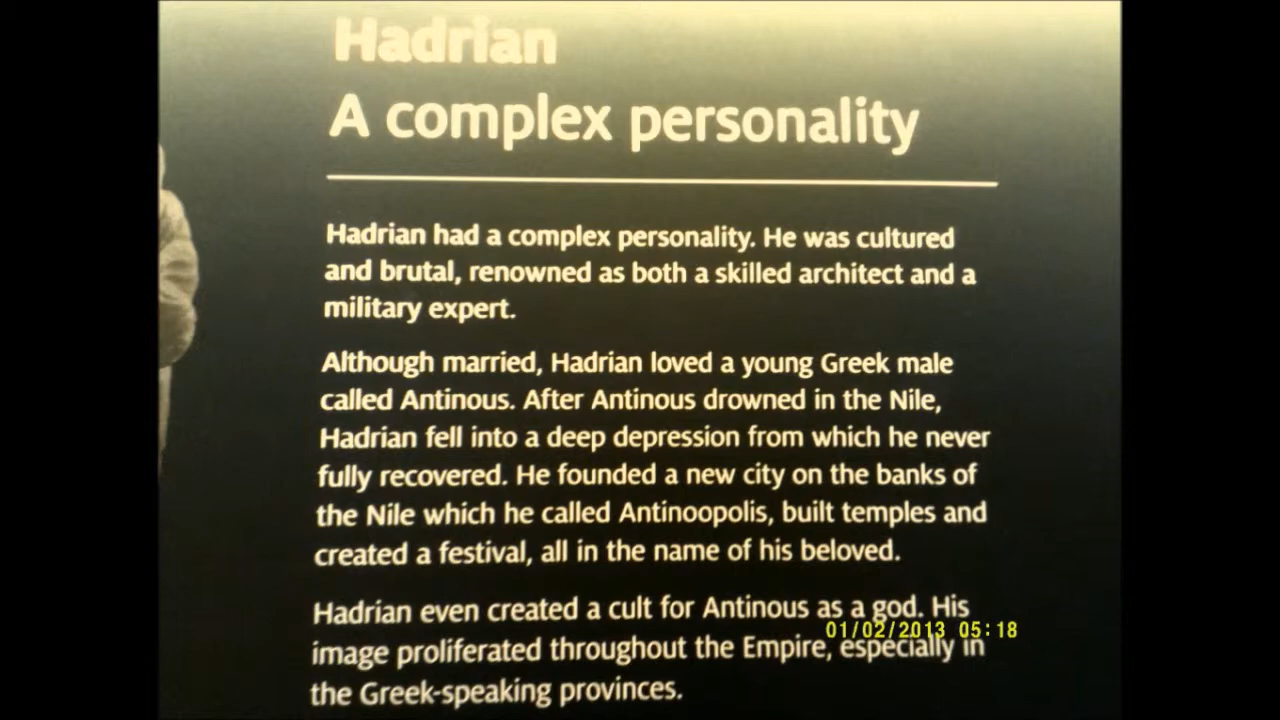 Hadrian
A complex personality
Hadrian had a complex personality. He was cultured
and brutal, renowned as both a skilled architect and a
military expert.
Although married, Hadrian loved a young Greek male
called Antinous. After Antinous drowned in the Nile,
Hadrian fell into a deep depression from which he never
fully recovered. He founded a new city on the banks of
the Nile which he called Antinoopolis, built temples and
created a festival, all in the name of his beloved.
Hadrian even created a cult for Antinous as a god. His
01/02/2013 05:18
image proliferated throughout the Empire, especially in
the Greek-speaking provinces.